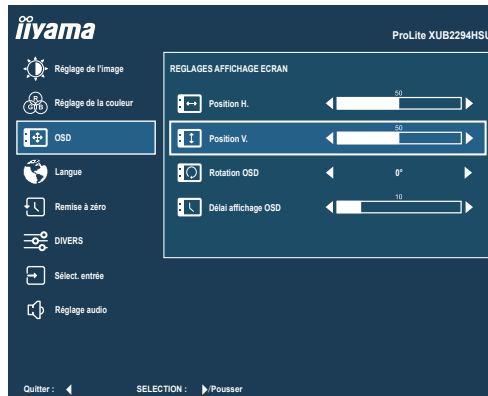 iiyama
ProLite XUB2294HSU
Réglage de l'image
Réglage de la couleur
R
G B
OSD
Langue
Remise à zéro
DIVERS
Sélect. entrée
Réglage audio
REGLAGES AFFICHAGE ECRAN
Position H.
50
Position V.
50
Rotation OSD
0°
Délai affichage OSD
10
Quitter :
SELECTION : /Pousser